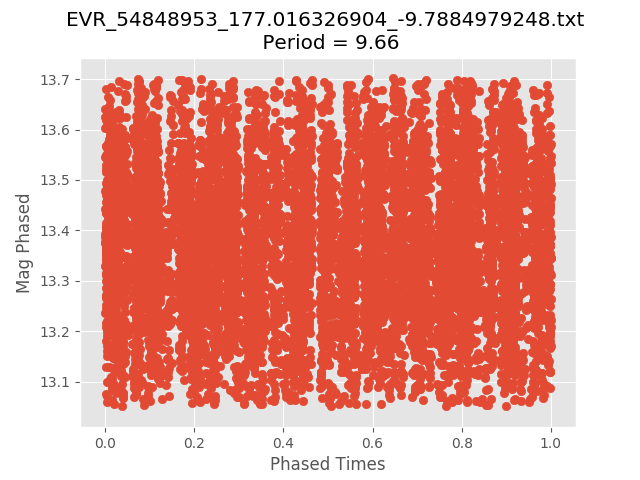 EVR_54848953_177.016326904_-9.7884979248.txt
Period = 9.66
13.7
13.6
13.5
13.4
13.3
13.2
13.1
Mag Phased
0.0 0.2 0.4 0.6 0.8 1.0
Phased Times